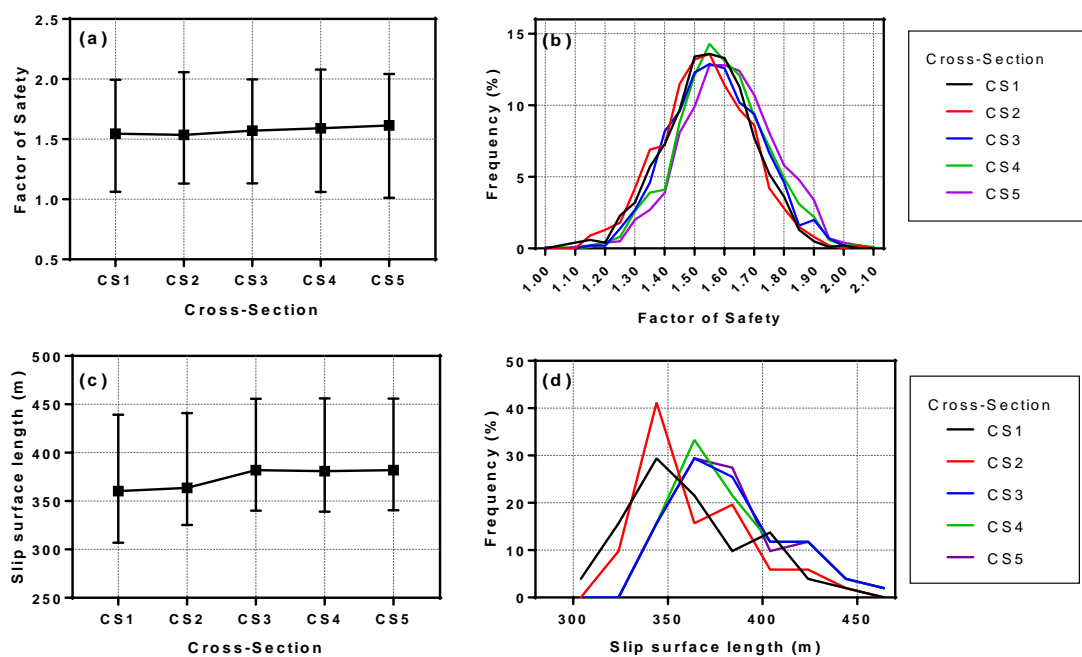 (a)
Factor of Safety
2.5
2.0
1.5
1.0
0.5
CS1 CS2 CS3 CS4 CS5
Cross-Section
(b)
Frequency (%)
15
10
5
0
1.00 1.10 1.20 1.30 1.40 1.50 1.60 1.70 1.80 1.90 2.00 2.10
Factor of Safety
Cross-Section
CS1
CS2
CS3
CS4
CS5
(c)
Slip surface length (m)
500
450
400
350
300
250
CS1 CS2 CS3 CS4 CS5
Cross-Section
(d)
Frequency (%)
50
40
30
20
10
0
300 350 400 450
Slip surface length (m)
Cross-Section
CS1
CS2
CS3
CS4
CS5